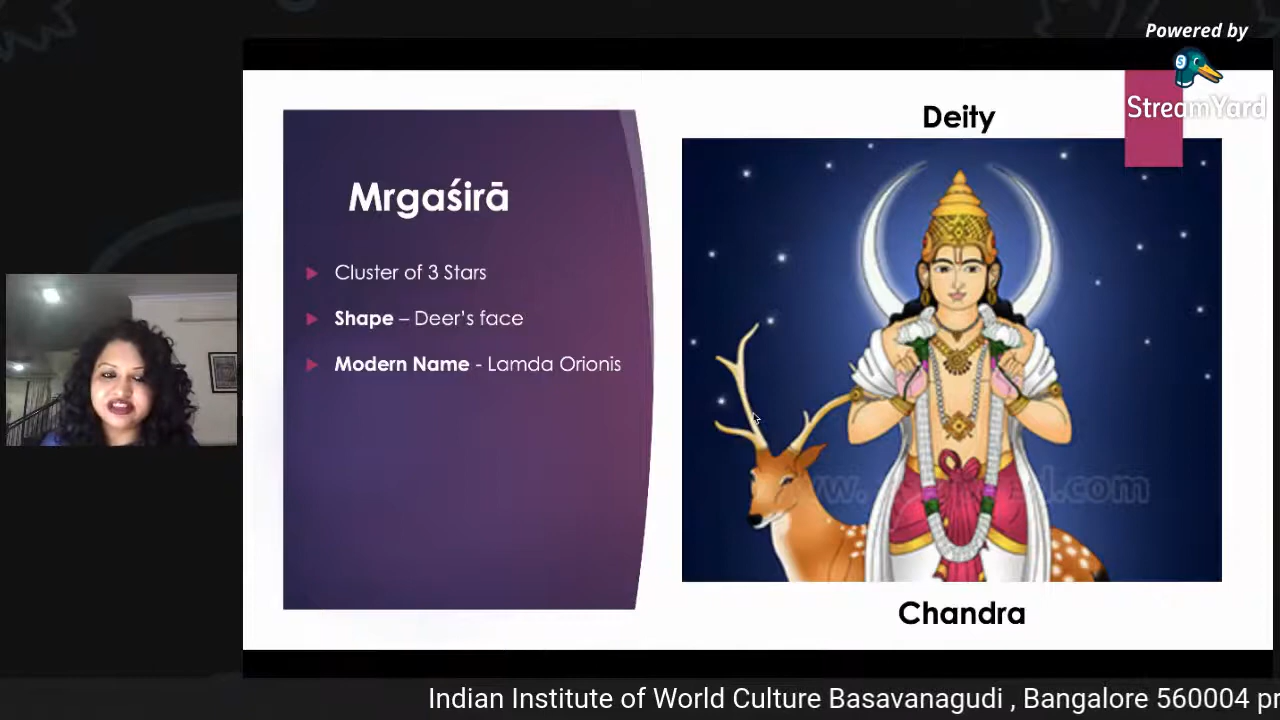 Powered by
StreamYard
Deity
Mrgaśirā
Cluster of 3 Stars
Shape – Deer's face
Modern Name - Lamda Orionis
Chandra
Indian Institute of World Culture Basavanagudi , Bangalore 560004